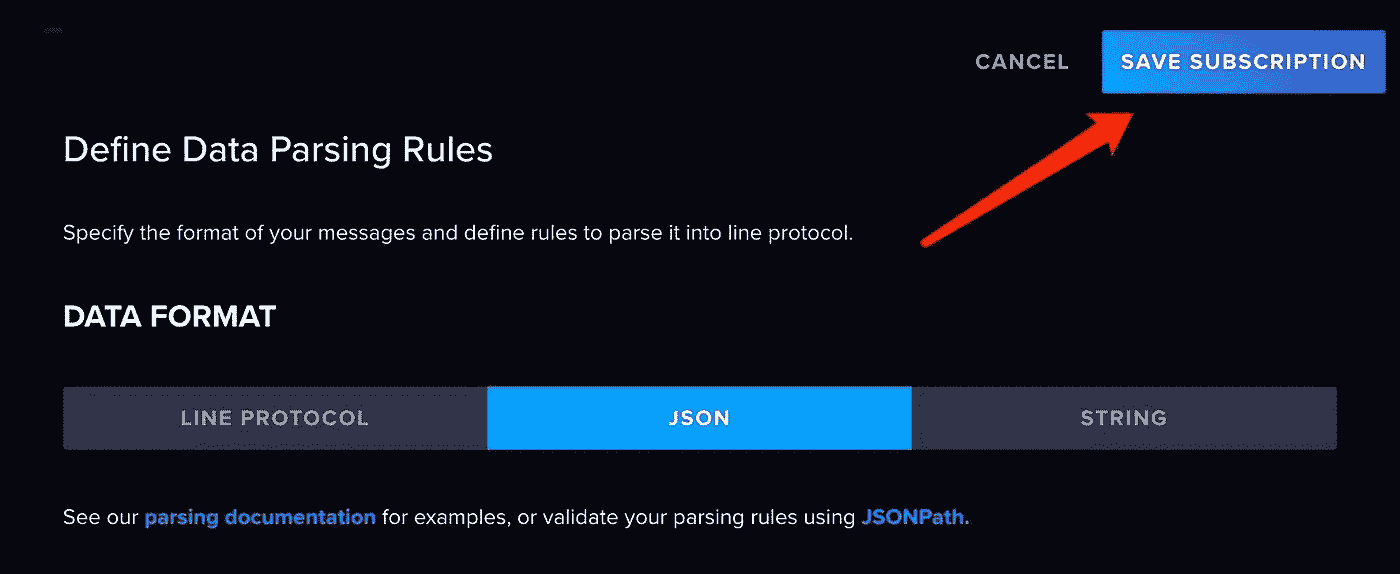 CANCEL SAVE SUBSCRIPTION
Define Data Parsing Rules
Specify the format of your messages and define rules to parse it into line protocol.
DATA FORMAT
LINE PROTOCOL JSON STRING
See our parsing documentation for examples, or validate your parsing rules using JSONPath.